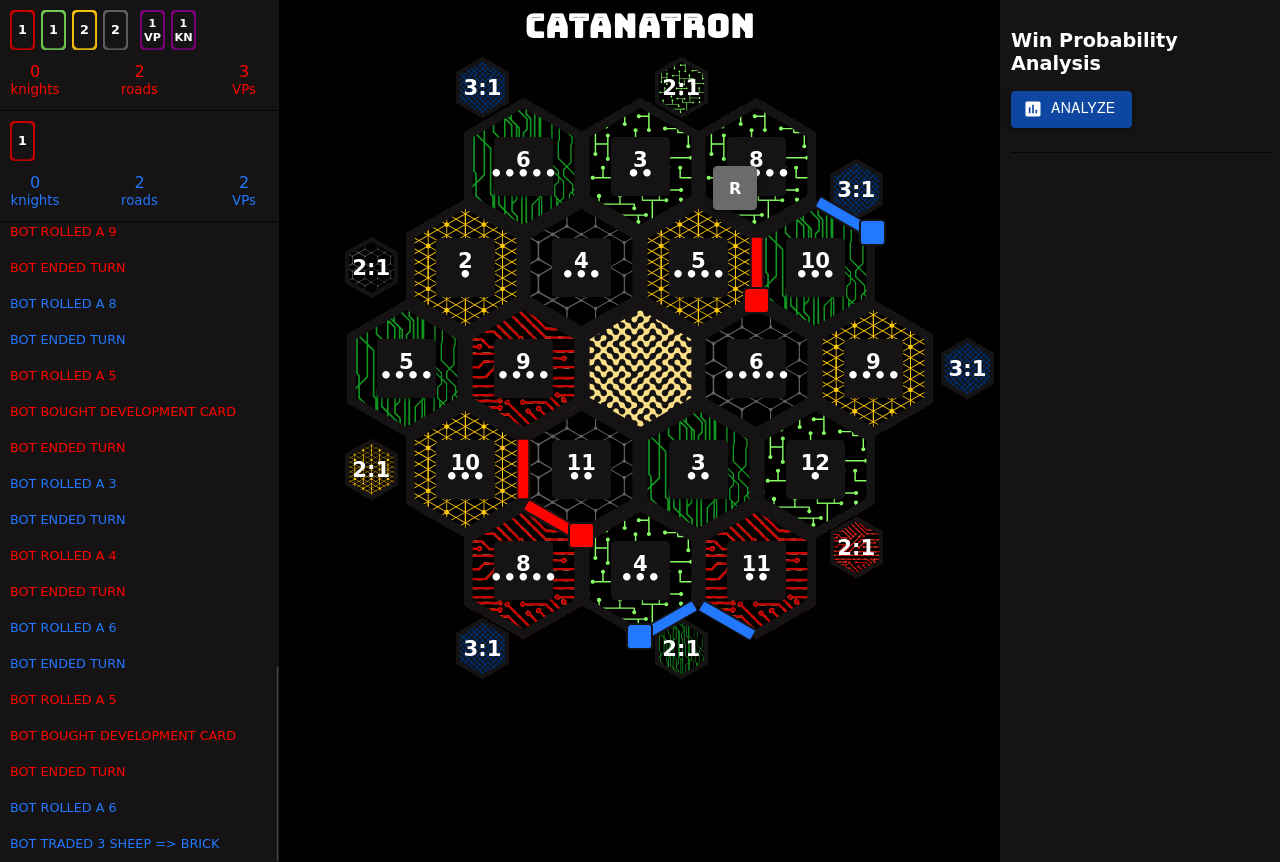 CATANATRON
1 1 2 2 1 VP 1 KN
0 2 3
knights roads VPs
1
0 2 2
knights roads VPs
BOT ROLLED A 9
BOT ENDED TURN
BOT ROLLED A 8
BOT ENDED TURN
BOT ROLLED A 5
BOT BOUGHT DEVELOPMENT CARD
BOT ENDED TURN
BOT ROLLED A 3
BOT ENDED TURN
BOT ROLLED A 4
BOT ENDED TURN
BOT ROLLED A 6
BOT ENDED TURN
BOT ROLLED A 5
BOT BOUGHT DEVELOPMENT CARD
BOT ENDED TURN
BOT ROLLED A 6
BOT TRADED 3 SHEEP => BRICK
3:1 2:1
6 3 8
R
3:1
2:1 2 4 5 10
5 9 6 9 3:1
2:1 10 11 3 12
2:1
8 4 11
3:1 2:1
Win Probability
Analysis
ANALYZE